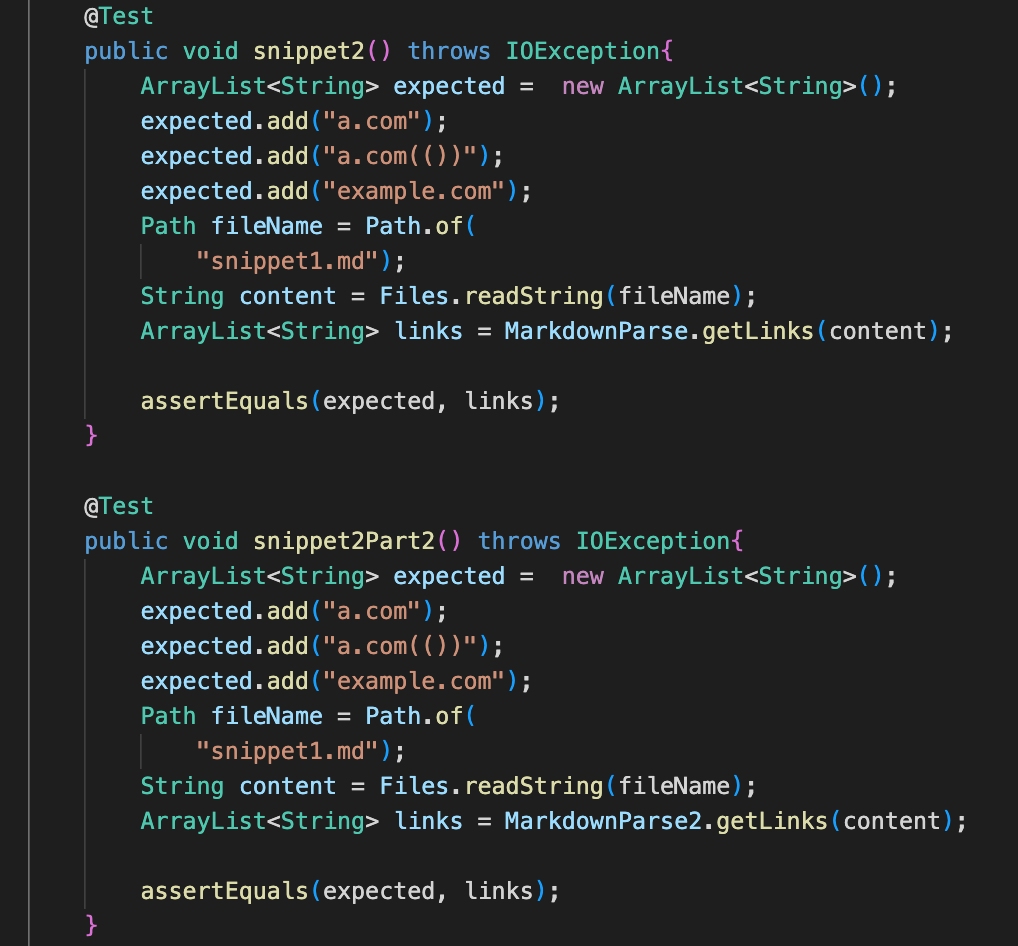 @Test
public void snippet2() throws IOException{
    ArrayList<String> expected =  new ArrayList<String>();
    expected.add("a.com");
    expected.add("a.com(())");
    expected.add("example.com");
    Path fileName = Path.of(
        "snippet1.md");
    String content = Files.readString(fileName);
    ArrayList<String> links = MarkdownParse.getLinks(content);

    assertEquals(expected, links);
}

@Test
public void snippet2Part2() throws IOException{
    ArrayList<String> expected =  new ArrayList<String>();
    expected.add("a.com");
    expected.add("a.com(())");
    expected.add("example.com");
    Path fileName = Path.of(
        "snippet1.md");
    String content = Files.readString(fileName);
    ArrayList<String> links = MarkdownParse2.getLinks(content);

    assertEquals(expected, links);
}